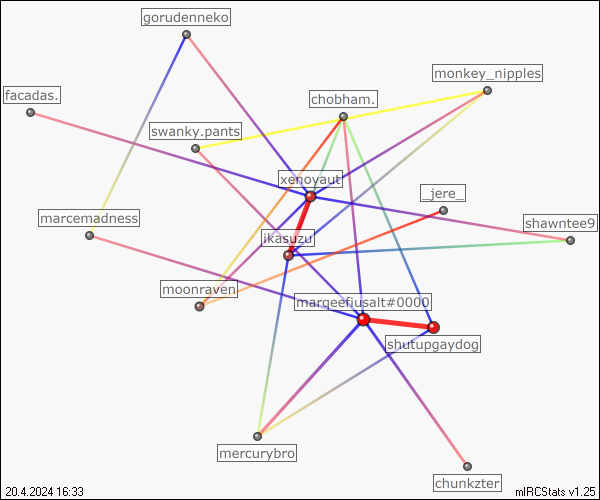 gorudenneko
monkey_nipples
facadas.
chobham.
swanky.pants
xenoyaut
_jere_
marcemadness
shawntee9
ikasuzu
moonraven
marqeefiusalt#0000
shutupgaydog
mercurybro
chunkzter
20.4.2024 16:33
mIRCStats v1.25